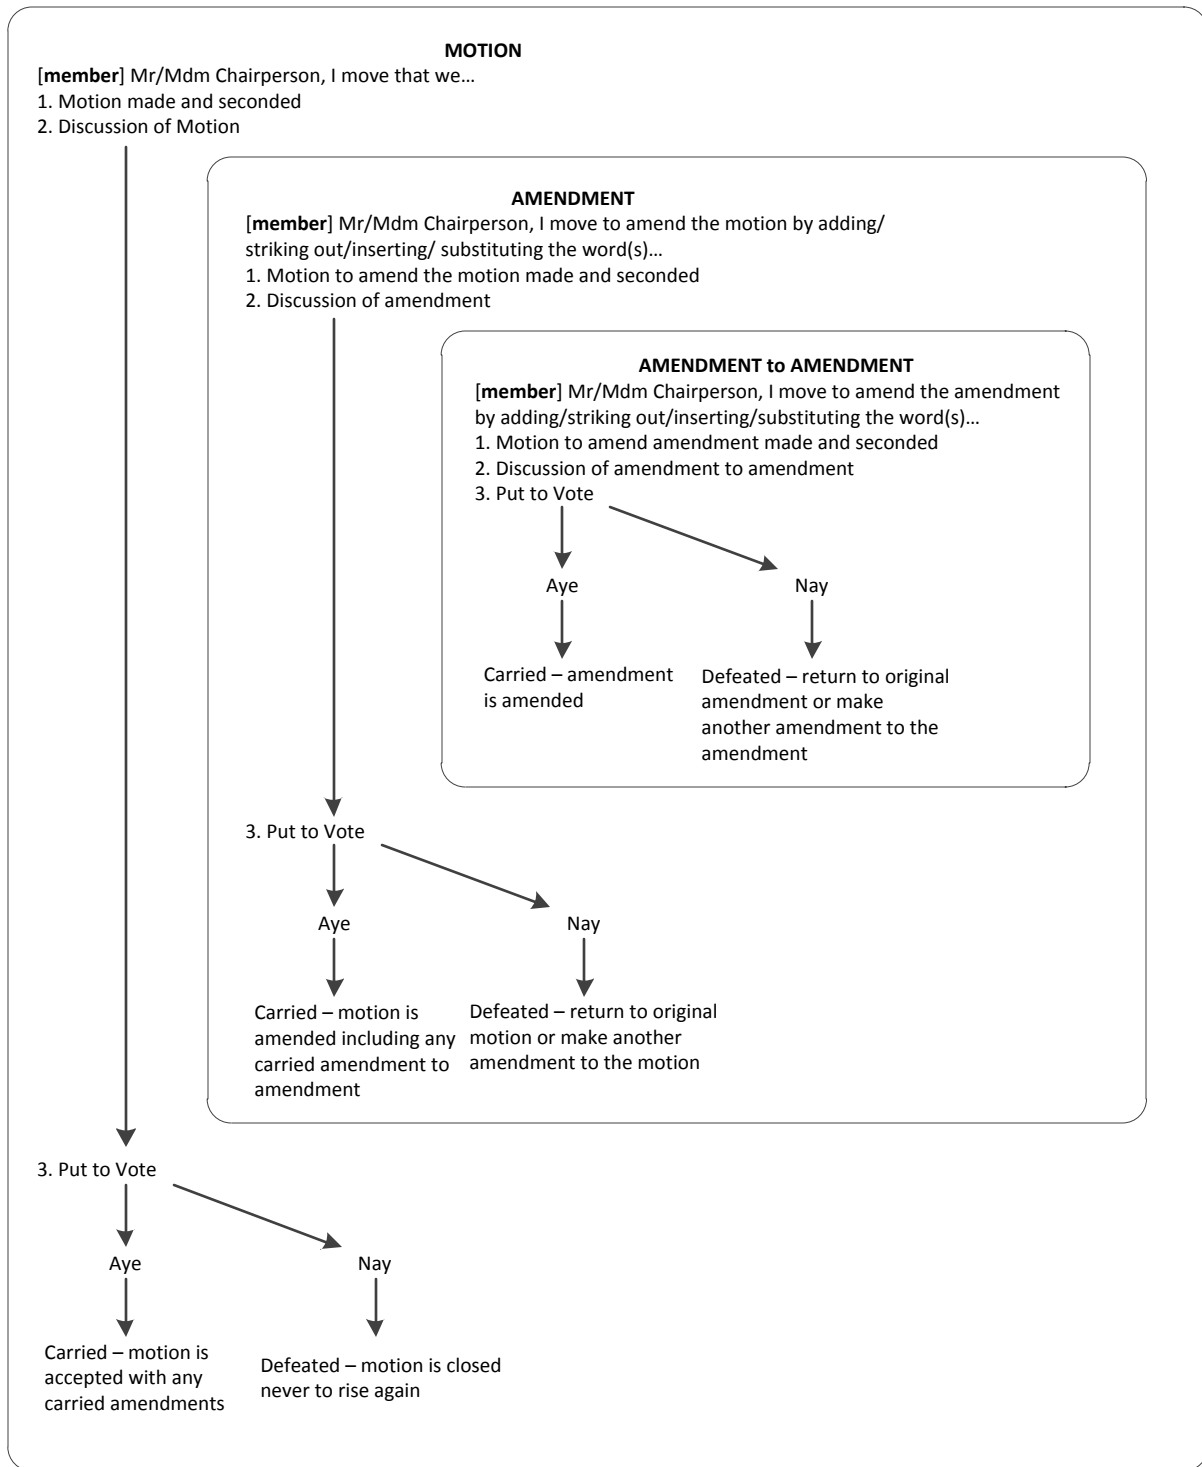 MOTION
[member] Mr/Mdm Chairperson, I move that we…
1. Motion made and seconded
2. Discussion of Motion
AMENDMENT
[member] Mr/Mdm Chairperson, I move to amend the motion by adding/
striking out/inserting/ substituting the word(s)…
1. Motion to amend the motion made and seconded
2. Discussion of amendment
AMENDMENT to AMENDMENT
[member] Mr/Mdm Chairperson, I move to amend the amendment
by adding/striking out/inserting/substituting the word(s)…
1. Motion to amend amendment made and seconded
2. Discussion of amendment to amendment
3. Put to Vote
Aye
Nay
Carried – amendment
is amended
Defeated – return to original
amendment or make
another amendment to the
amendment
3. Put to Vote
Aye
Nay
Carried – motion is
amended including any
carried amendment to
amendment
Defeated – return to original
motion or make another
amendment to the motion
3. Put to Vote
Aye
Nay
Carried – motion is
accepted with any
carried amendments
Defeated – motion is closed
never to rise again